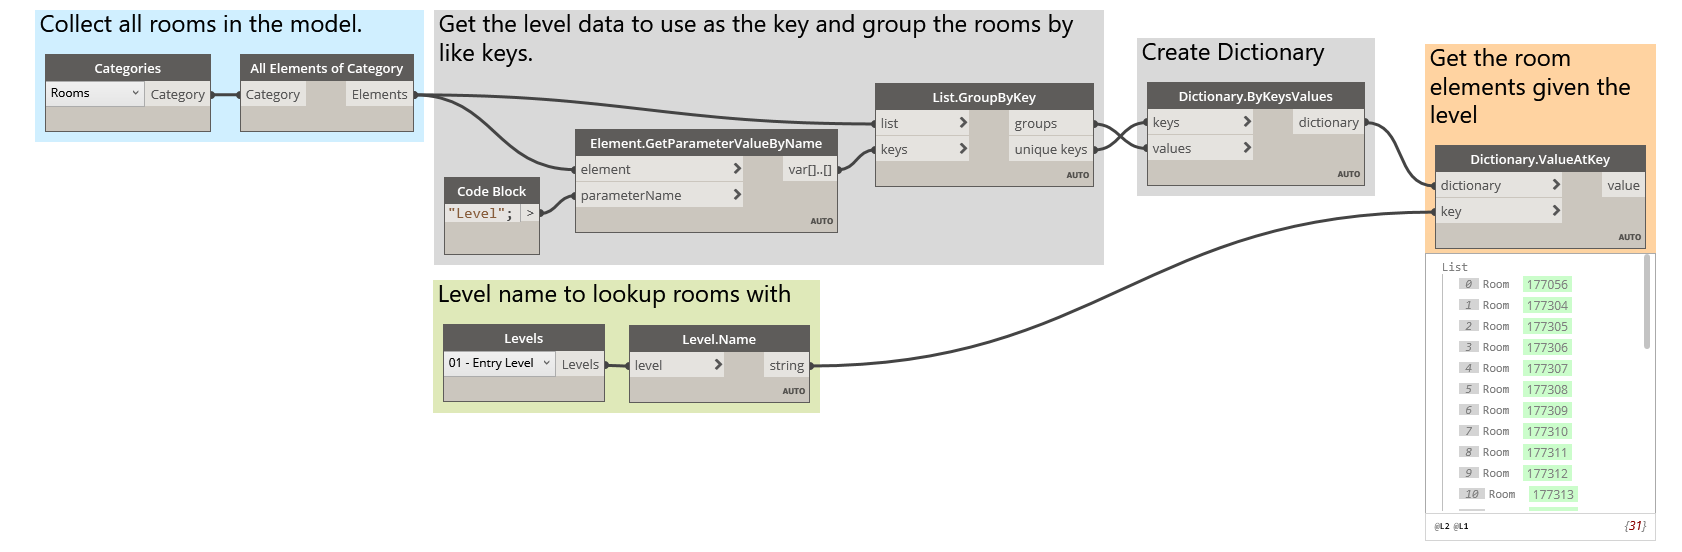 Collect all rooms in the model.
Categories
Rooms
Category
All Elements of Category
Category
Elements
Get the level data to use as the key and group the rooms by
like keys.
Code Block
"Level";
>
Element.GetParameterValueByName
element
var[]..[]
parameterName
AUTO
List.GroupByKey
list
groups
keys
unique keys
AUTO
Create Dictionary
Dictionary.ByKeysValues
keys
dictionary
values
AUTO
Get the room
elements given the
level
Dictionary.ValueAtKey
dictionary
value
key
AUTO
List
0 Room 177056
1 Room 177304
2 Room 177305
3 Room 177306
4 Room 177307
5 Room 177308
6 Room 177309
7 Room 177310
8 Room 177311
9 Room 177312
10 Room 177313
@L2 @L1
{31}
Level name to lookup rooms with
Levels
01 - Entry Level
Levels
Level.Name
level
string
AUTO